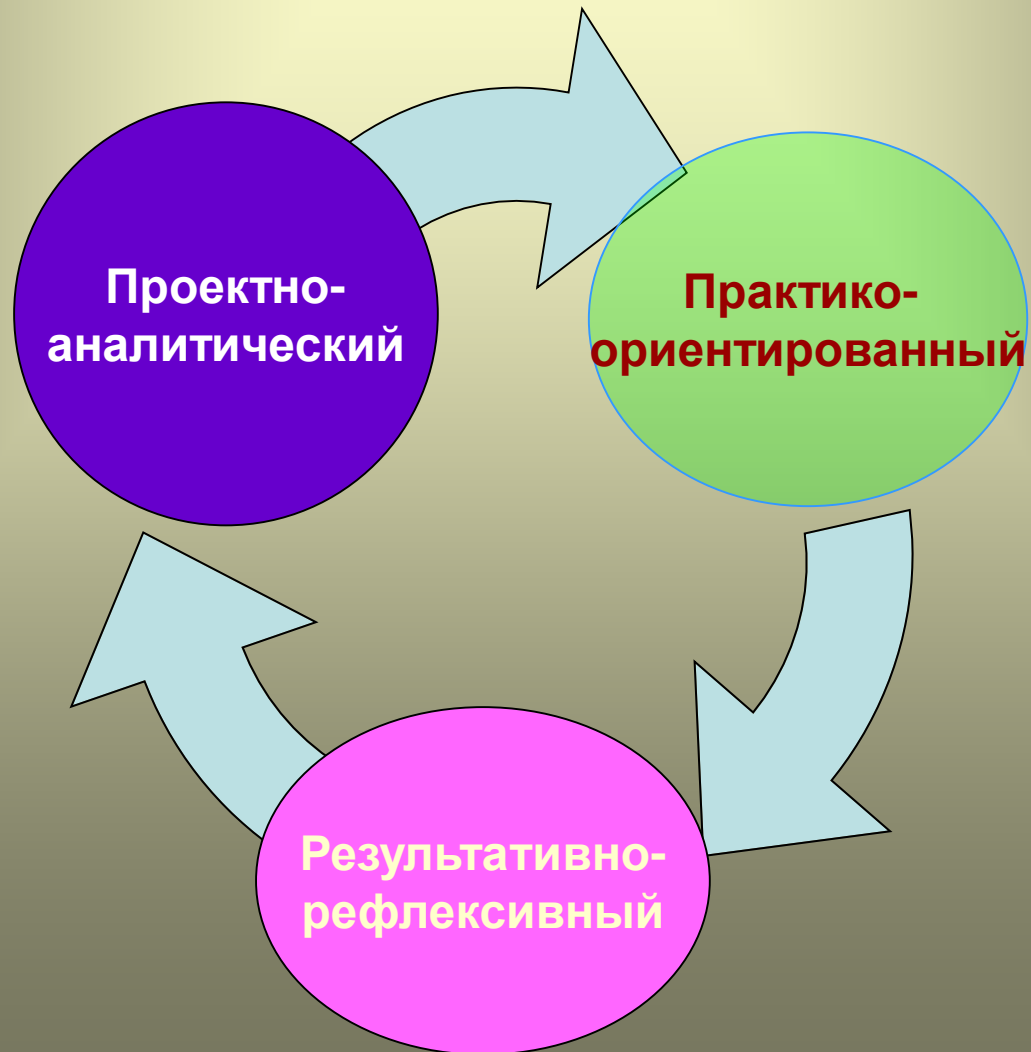 Проектно-
аналитический
Практико-
ориентированный
Результативно-
рефлексивный